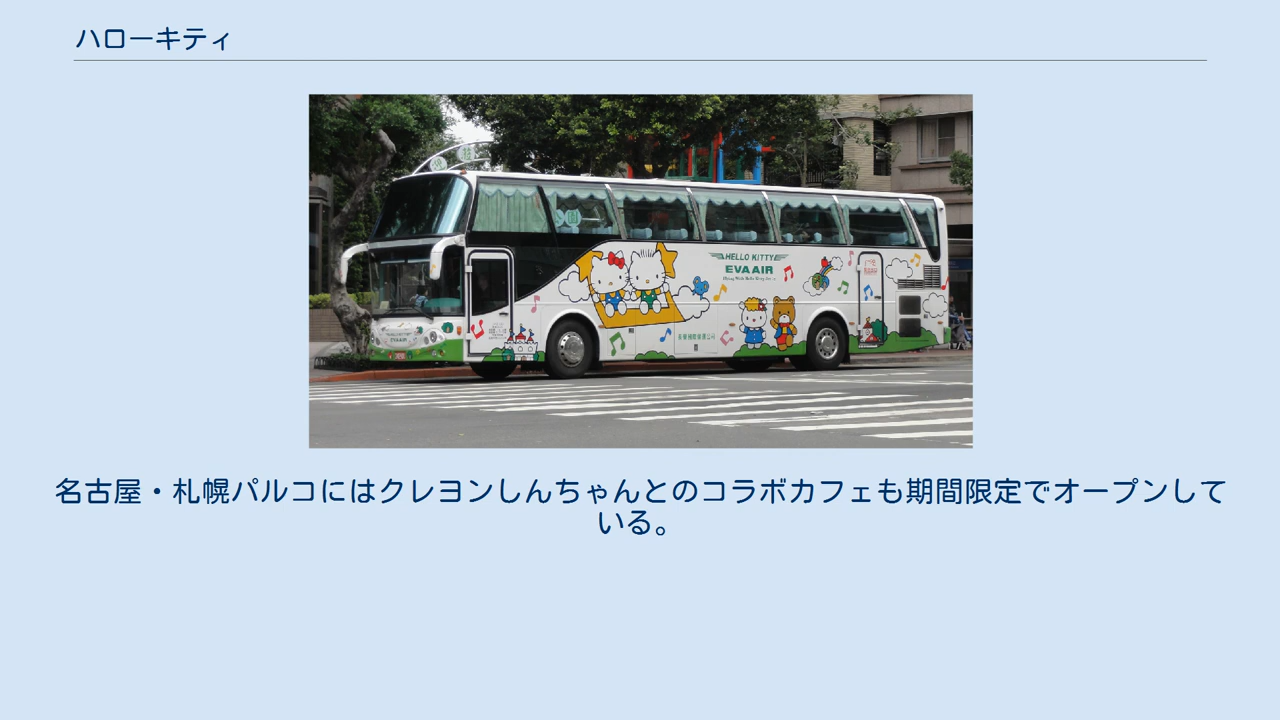 ハローキティ
HELLO KITTY
EVA AIR
名古屋・札幌パルコにはクレヨンしんちゃんとのコラボカフェも期間限定でオープンして
いる。